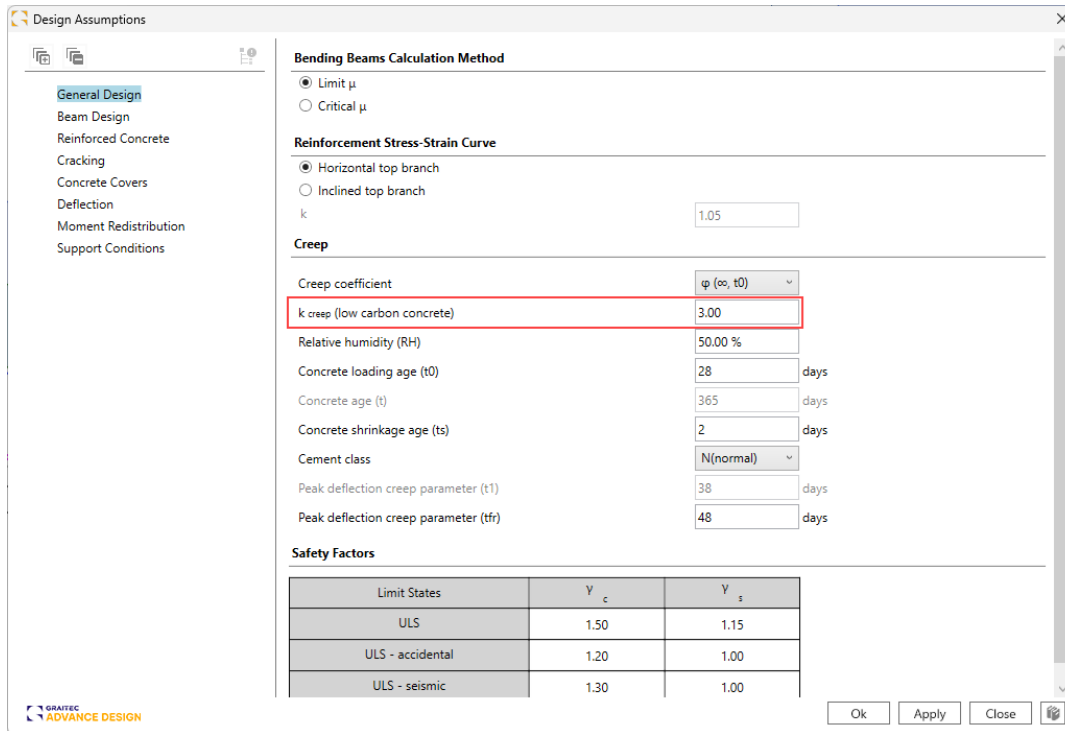 Design Assumptions
General Design
Beam Design
Reinforced Concrete
Cracking
Concrete Covers
Deflection
Moment Redistribution
Support Conditions
Bending Beams Calculation Method
Limit μ
Critical μ
Reinforcement Stress-Strain Curve
Horizontal top branch
Inclined top branch
k 1.05
Creep
Creep coefficient φ (∞, t0)
k creep (low carbon concrete) 3.00
Relative humidity (RH) 50.00 %
Concrete loading age (t0) 28 days
Concrete age (t) 365 days
Concrete shrinkage age (ts) 2 days
Cement class N(normal)
Peak deflection creep parameter (t1) 38 days
Peak deflection creep parameter (tfr) 48 days
Safety Factors
Limit States γ c γ s
ULS 1.50 1.15
ULS - accidental 1.20 1.00
ULS - seismic 1.30 1.00
GRAITEC
ADVANCE DESIGN
Ok Apply Close